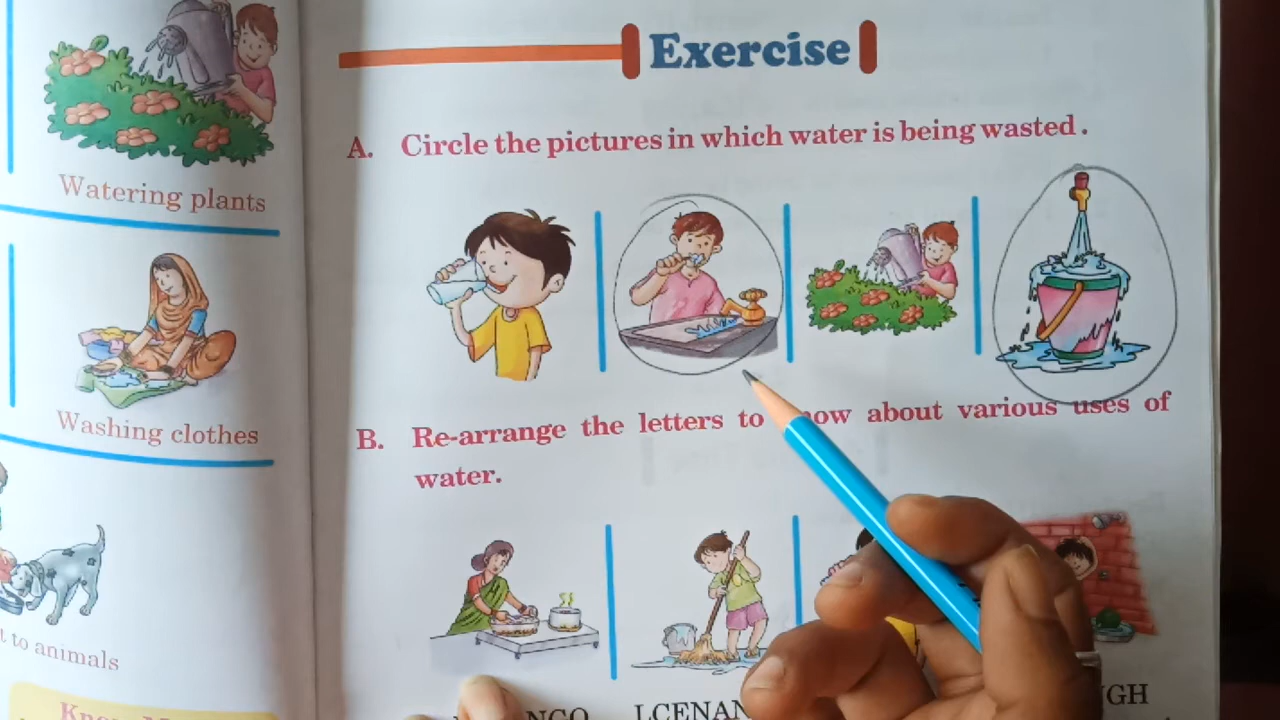 Watering plants
Washing clothes
t to animals
Exercise
A. Circle the pictures in which water is being wasted.
B. Re-arrange the letters to know about various uses of
water.